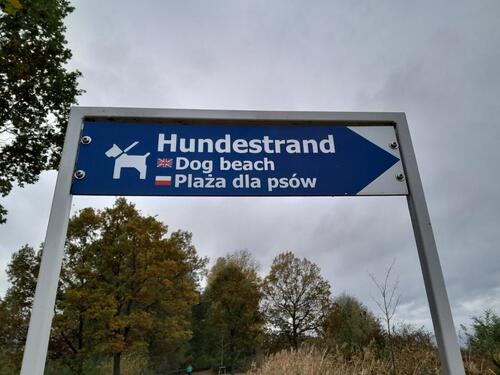 Hundestrand
Dog beach
Plaża dla psów